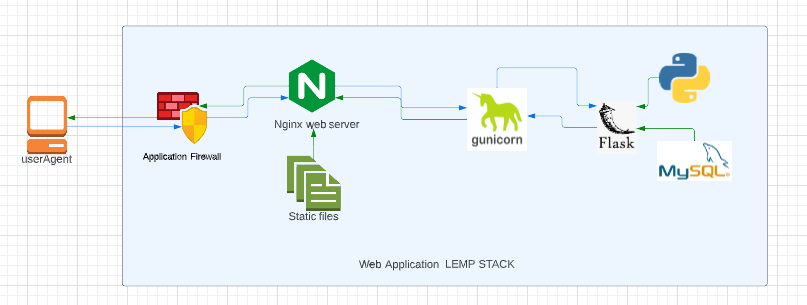 N
Nginx web server
gunicorn
Flask
MySQL
userAgent
Application Firewall
Static files
Web Application LEMP STACK